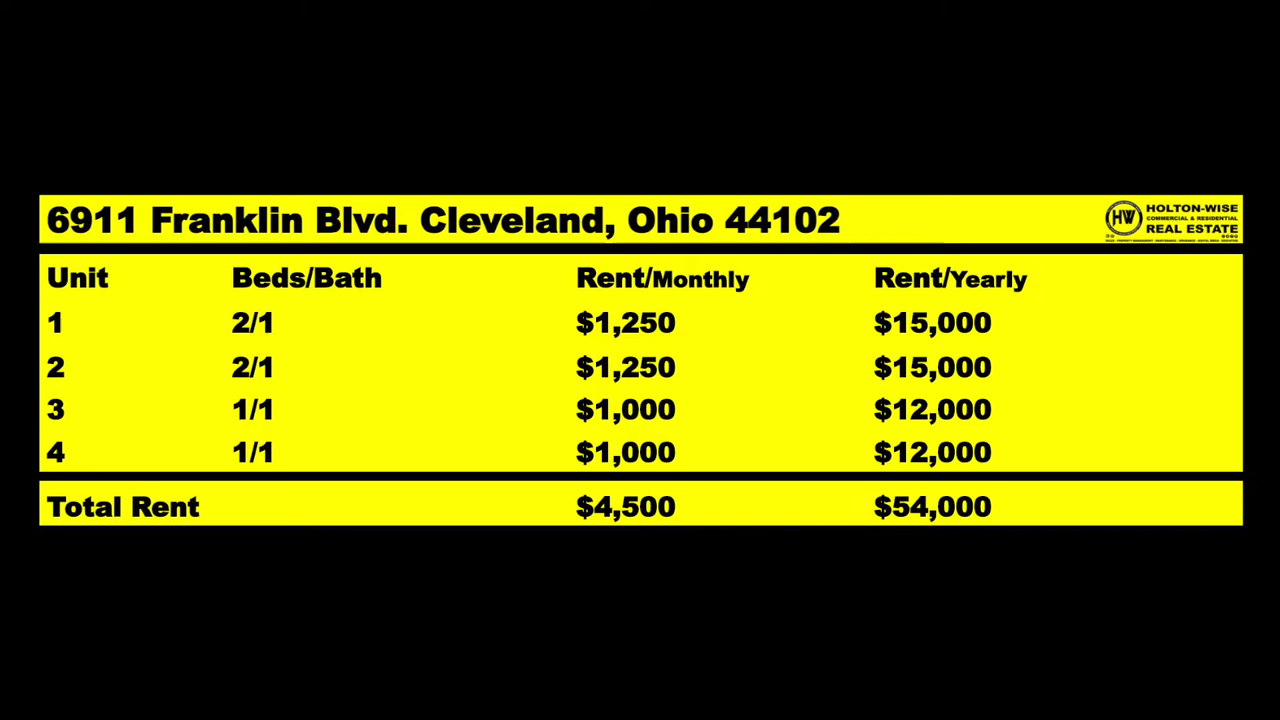 6911 Franklin Blvd. Cleveland, Ohio 44102
HOLTON-WISE
COMMERCIAL & RESIDENTIAL
REAL ESTATE
Unit Beds/Bath Rent/Monthly Rent/Yearly
1 2/1 $1,250 $15,000
2 2/1 $1,250 $15,000
3 1/1 $1,000 $12,000
4 1/1 $1,000 $12,000
Total Rent $4,500 $54,000